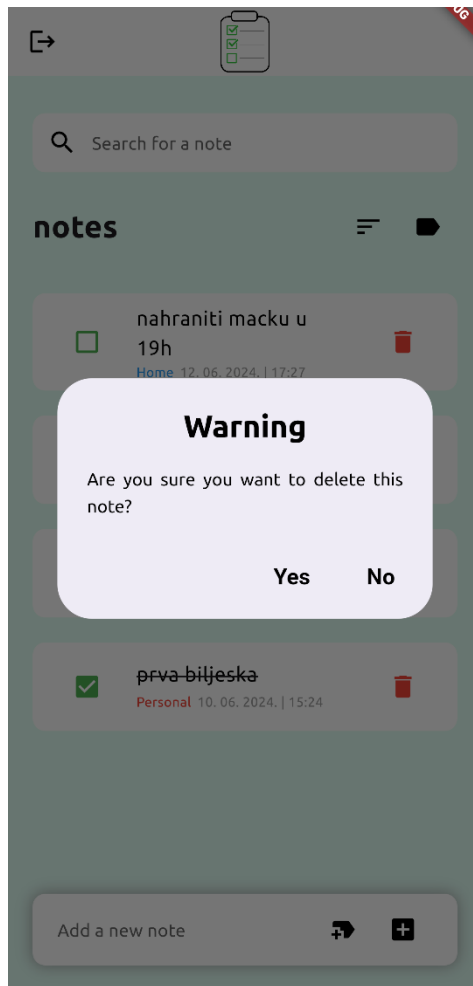 UG
Search for a note
notes
nahraniti macku u
19h
Home 12. 06. 2024. | 17:27
Warning
Are you sure you want to delete this
note?
Yes No
prva biljeska
Personal 10. 06. 2024. | 15:24
Add a new note